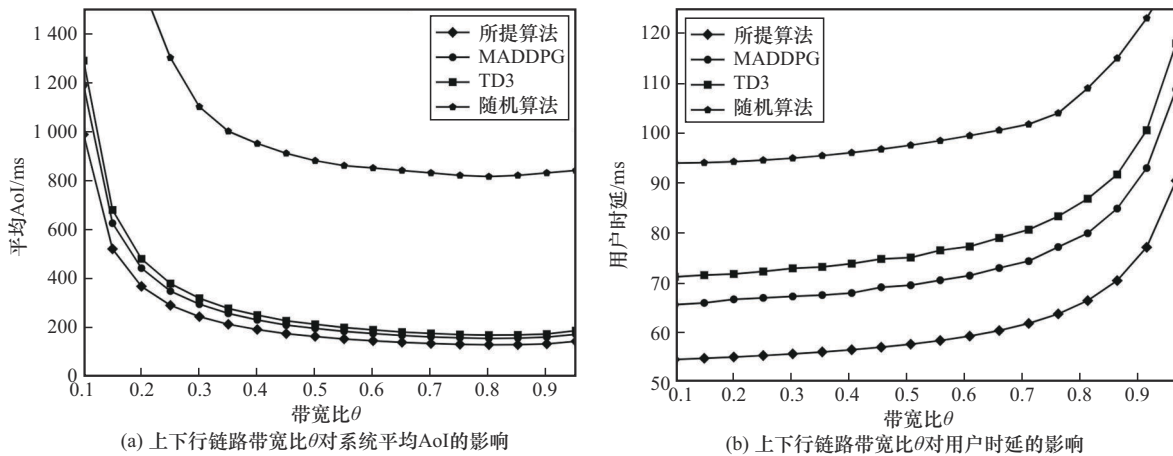 1 400
1 200
1 000
800
600
400
200
0
平均AoI/ms
0.1 0.2 0.3 0.4 0.5 0.6 0.7 0.8 0.9
带宽比θ
所提算法
MADDPG
TD3
随机算法
(a) 上下行链路带宽比θ对系统平均AoI的影响
120
110
100
90
80
70
60
50
用户时延/ms
0.1 0.2 0.3 0.4 0.5 0.6 0.7 0.8 0.9
带宽比θ
所提算法
MADDPG
TD3
随机算法
(b) 上下行链路带宽比θ对用户时延的影响